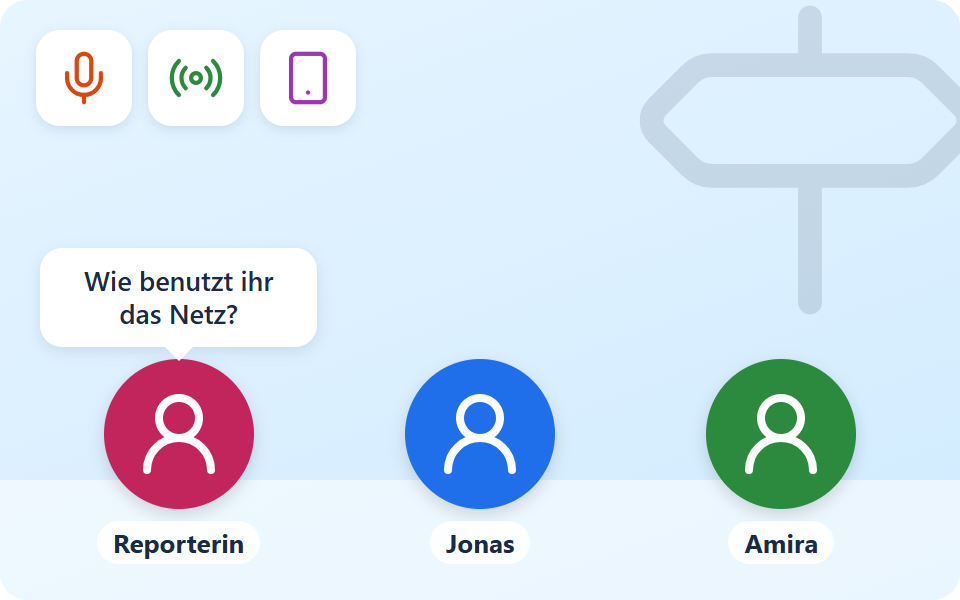 Wie benutzt ihr
das Netz?
Reporterin
Jonas
Amira